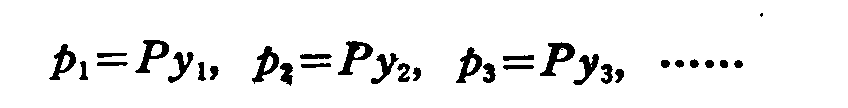 p₁=Py₁, p₂=Py₂, p₃=Py₃, ……